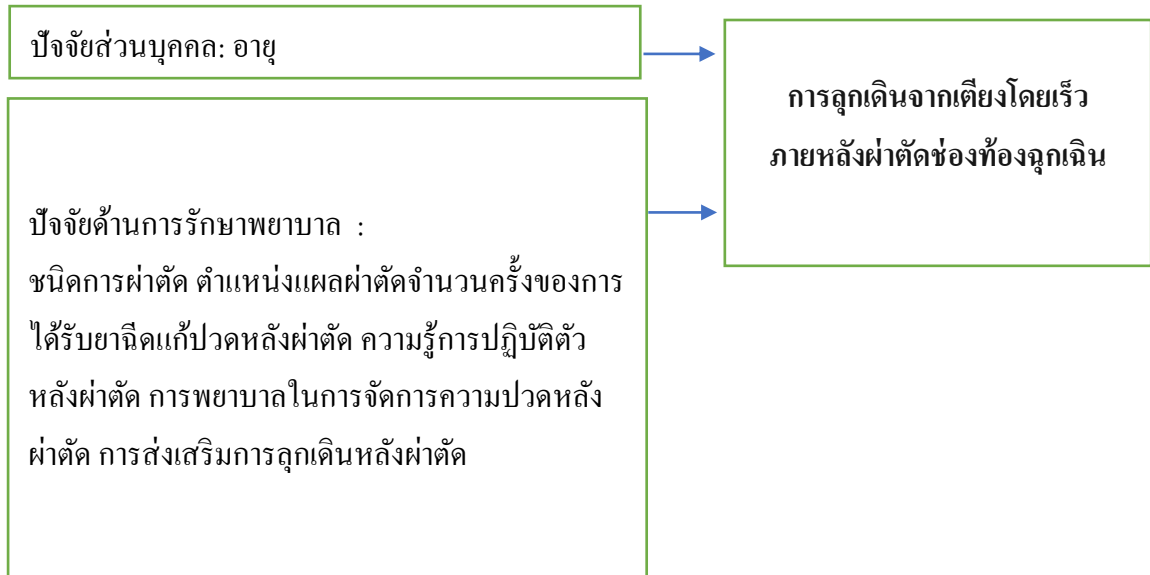 ปัจจัยส่วนบุคคล: อายุ
การลุกเดินจากเตียงโดยเร็ว
ภายหลังผ่าตัดช่องท้องฉุกเฉิน
ปัจจัยด้านการรักษาพยาบาล :
ชนิดการผ่าตัด ตำแหน่งแผลผ่าตัดจำนวนครั้งของการ
ได้รับยาฉีดแก้ปวดหลังผ่าตัด ความรู้การปฏิบัติตัว
หลังผ่าตัด การพยาบาลในการจัดการความปวดหลัง
ผ่าตัด การส่งเสริมการลุกเดินหลังผ่าตัด